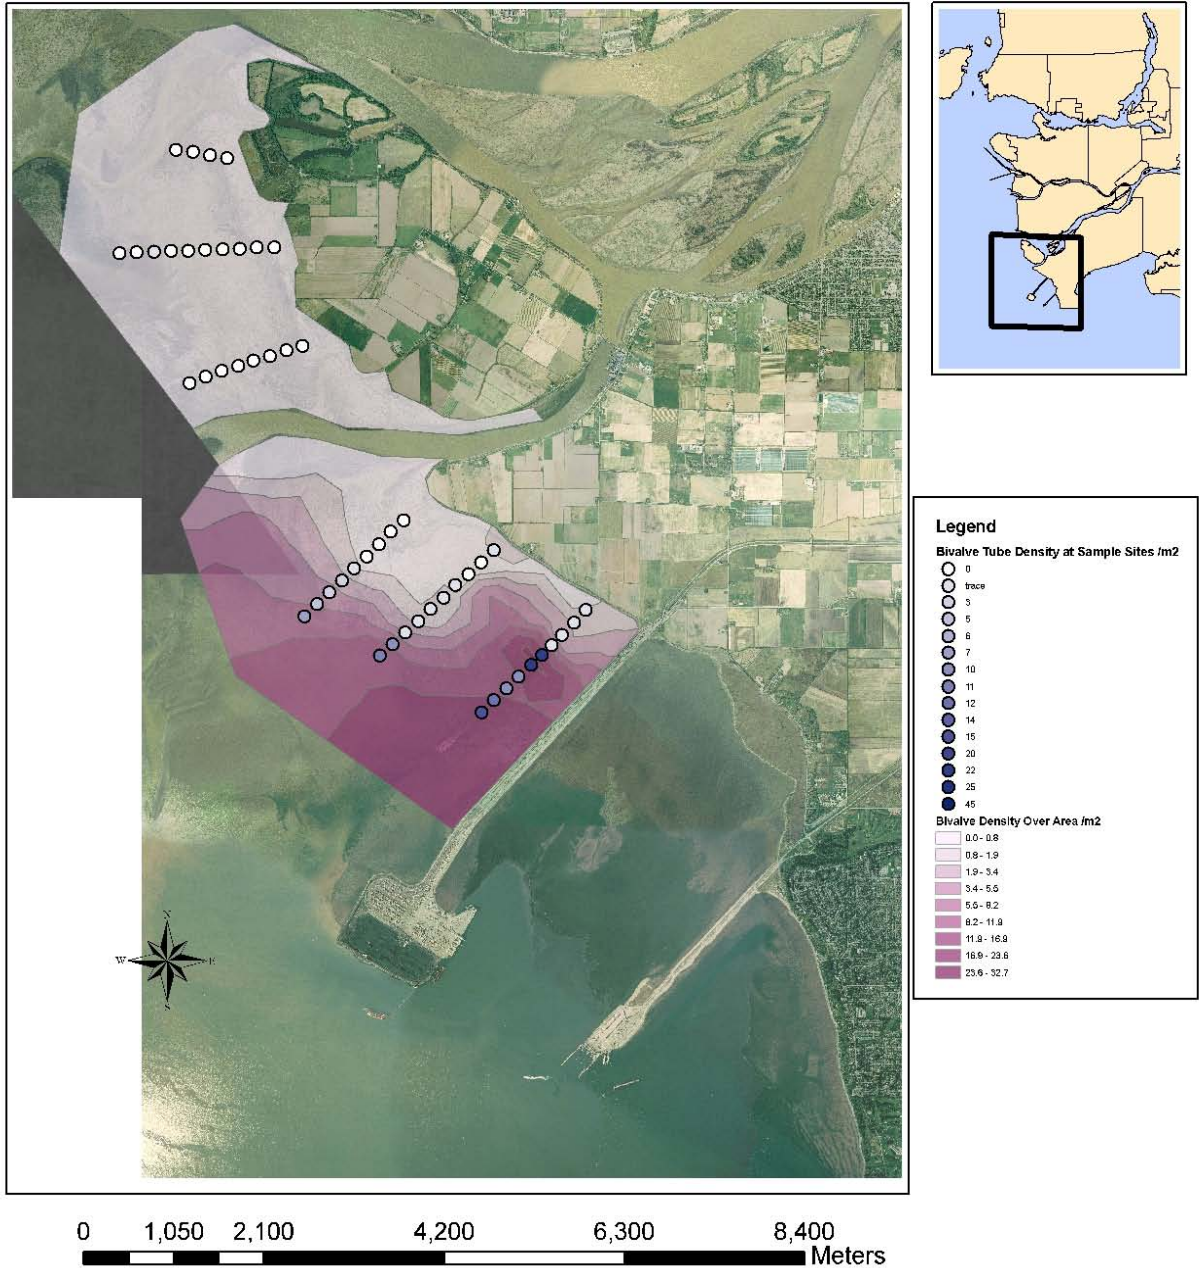 N
W
E
S
Legend
Bivalve Tube Density at Sample Sites /m2
0
trace
3
5
6
7
10
11
12
14
15
20
22
25
45
Bivalve Density Over Area /m2
0.0 - 0.8
0.8 - 1.9
1.9 - 3.4
3.4 - 5.5
5.5 - 8.2
8.2 - 11.9
11.9 - 16.9
16.9 - 23.6
23.6 - 32.7
0 1,050 2,100 4,200 6,300 8,400
Meters